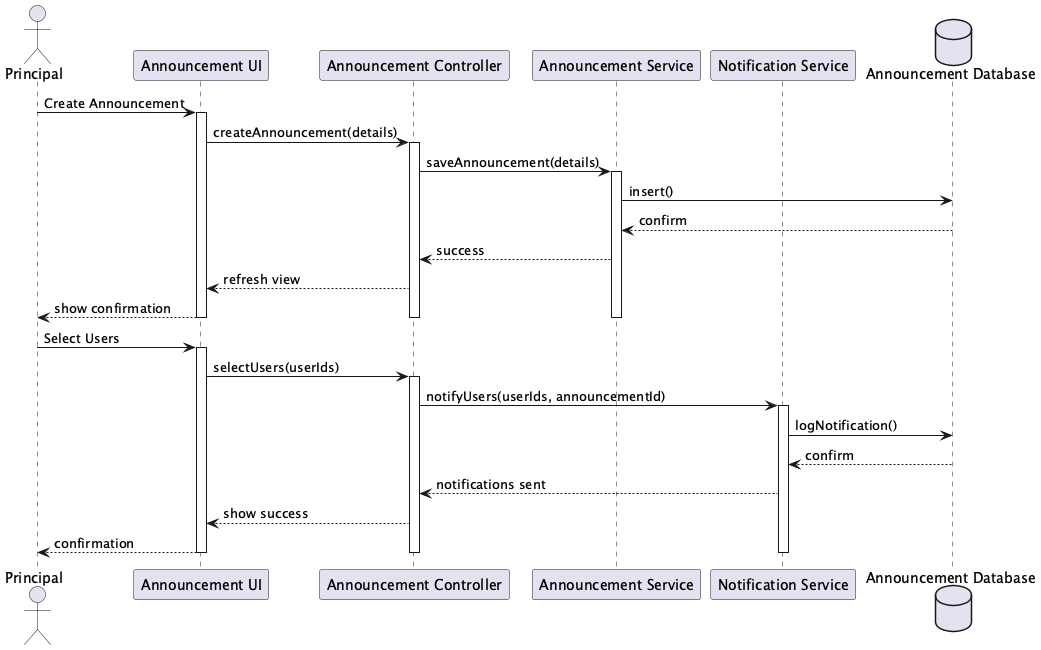 Principal
Announcement UI
Announcement Controller
Announcement Service
Notification Service
Announcement Database
Create Announcement
createAnnouncement(details)
saveAnnouncement(details)
insert()
confirm
success
refresh view
show confirmation
Select Users
selectUsers(userIds)
notifyUsers(userIds, announcementId)
logNotification()
confirm
notifications sent
show success
confirmation
Principal
Announcement UI
Announcement Controller
Announcement Service
Notification Service
Announcement Database